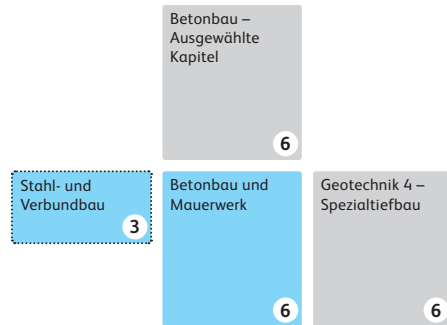 Betonbau –
Ausgewählte
Kapitel
6
Stahl- und
Verbundbau
3
Betonbau und
Mauerwerk
6
Geotechnik 4 –
Spezialtiefbau
6